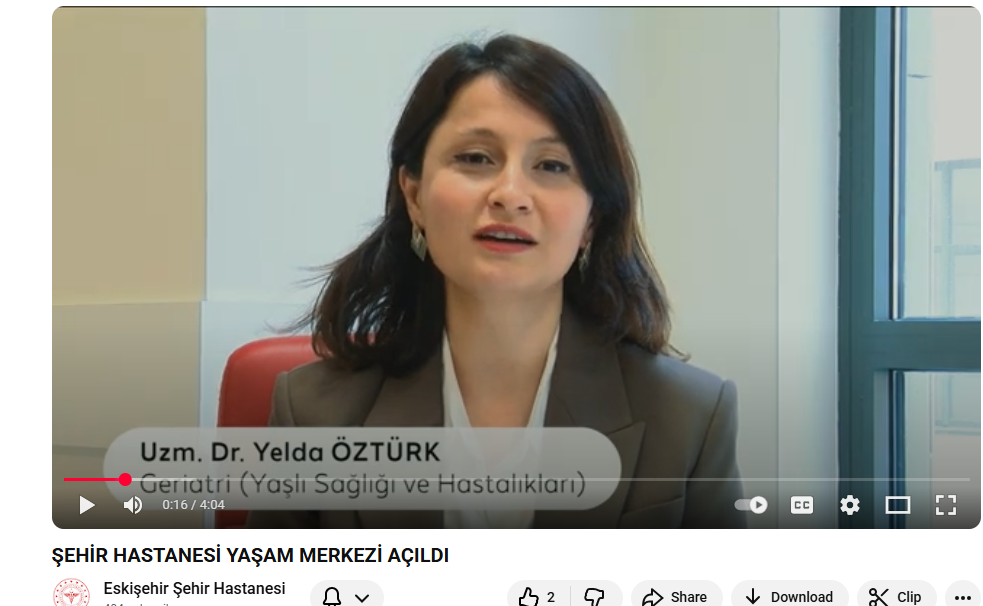 Uzm. Dr. Yelda ÖZTÜRK
Geriatri (Yaşlı Sağlığı ve Hastalıkları)
0:16 / 4:04
CC
ŞEHİR HASTANESİ YAŞAM MERKEZİ AÇILDI
Eskişehir Şehir Hastanesi
2
Share
Download
Clip